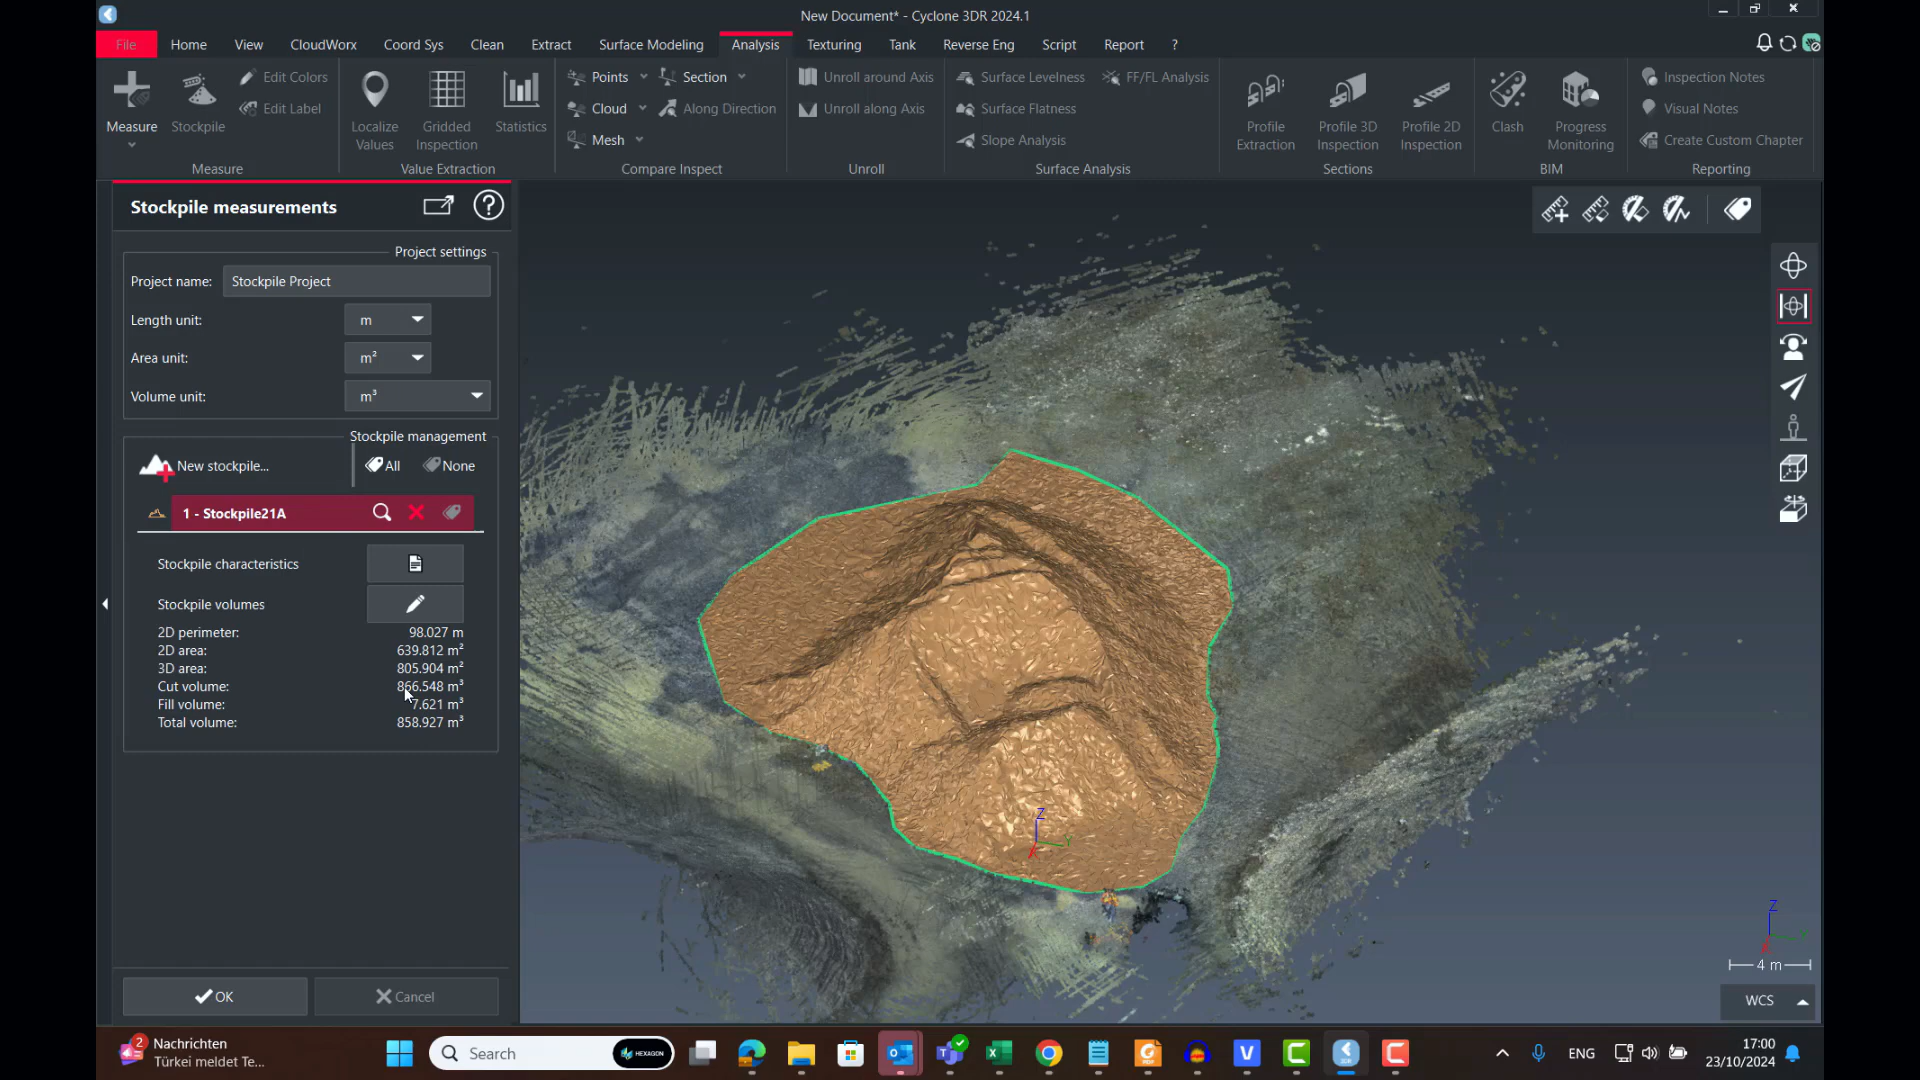 New Document* - Cyclone 3DR 2024.1
File Home View CloudWorx Coord Sys Clean Extract Surface Modeling Analysis Texturing Tank Reverse Eng Script Report ?
Measure
Stockpile
Edit Colors
Edit Label
Measure
Localize
Values
Gridded
Inspection
Statistics
Value Extraction
Points
Cloud
Mesh
Section
Along Direction
Compare Inspect
Unroll around Axis
Unroll along Axis
Unroll
Surface Levelness
Surface Flatness
Slope Analysis
FF/FL Analysis
Surface Analysis
Profile
Extraction
Profile 3D
Inspection
Profile 2D
Inspection
Sections
Clash
Progress
Monitoring
BIM
Inspection Notes
Visual Notes
Create Custom Chapter
Reporting
Stockpile measurements
?
Project settings
Project name: Stockpile Project
Length unit: m
Area unit: m²
Volume unit: m³
Stockpile management
New stockpile... All None
1 - Stockpile21A
Stockpile characteristics
Stockpile volumes
2D perimeter: 98.027 m
2D area: 639.812 m²
3D area: 805.904 m²
Cut volume: 866.548 m³
Fill volume: 7.621 m³
Total volume: 858.927 m³
OK Cancel
Z
Y
Z
4 m
WCS
2
Nachrichten
Türkei meldet Te...
Search
HEXAGON
ENG
17:00
23/10/2024